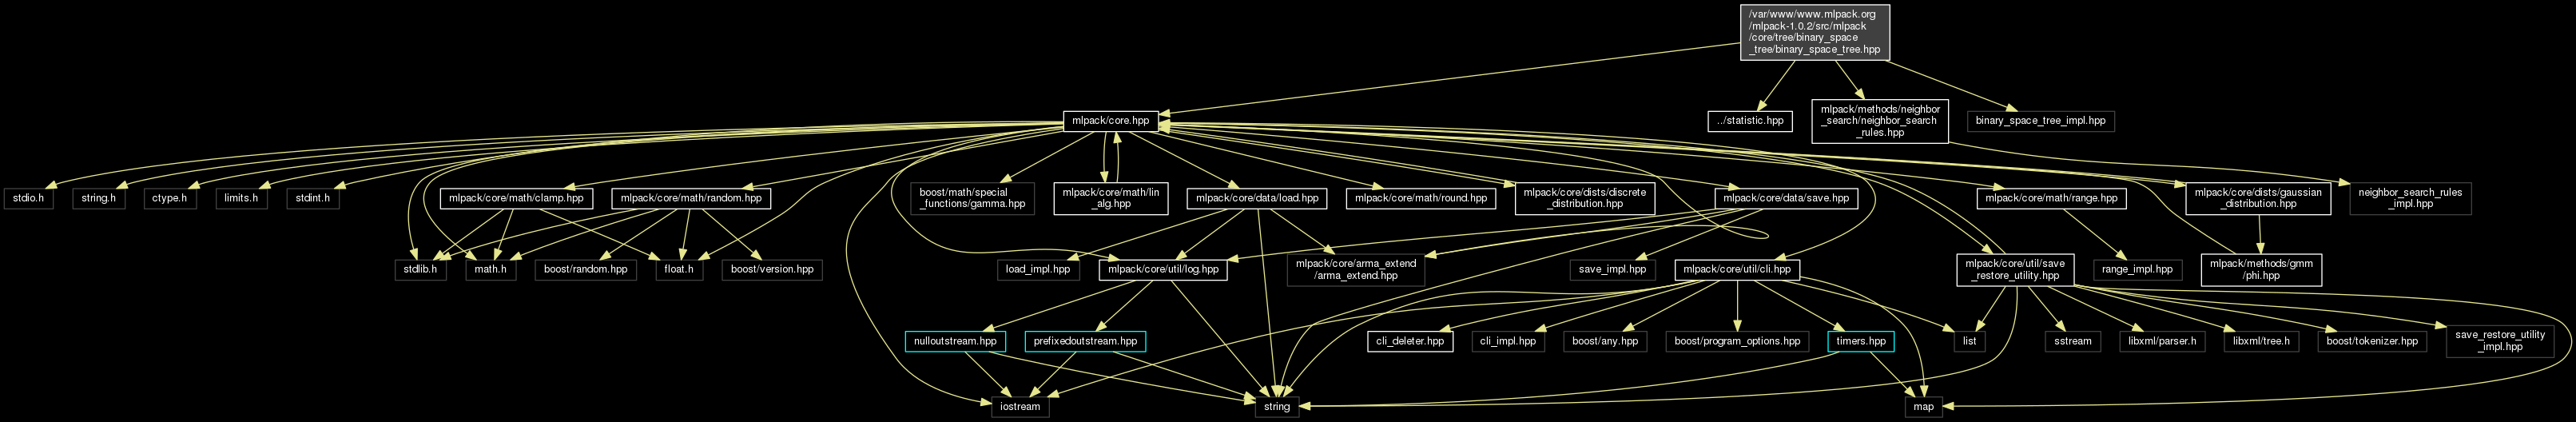 /var/www/www.mlpack.org
/mlpack-1.0.2/src/mlpack
/core/tree/binary_space
_tree/binary_space_tree.hpp
mlpack/core.hpp
../statistic.hpp
mlpack/methods/neighbor
_search/neighbor_search
_rules.hpp
binary_space_tree_impl.hpp
stdio.h
string.h
ctype.h
limits.h
stdint.h
mlpack/core/math/clamp.hpp
mlpack/core/math/random.hpp
boost/math/special
_functions/gamma.hpp
mlpack/core/math/lin
_alg.hpp
mlpack/core/data/load.hpp
mlpack/core/math/round.hpp
mlpack/core/dists/discrete
_distribution.hpp
mlpack/core/data/save.hpp
mlpack/core/math/range.hpp
mlpack/core/dists/gaussian
_distribution.hpp
neighbor_search_rules
_impl.hpp
stdlib.h
math.h
boost/random.hpp
float.h
boost/version.hpp
load_impl.hpp
mlpack/core/util/log.hpp
mlpack/core/arma_extend
/arma_extend.hpp
save_impl.hpp
mlpack/core/util/cli.hpp
mlpack/core/util/save
_restore_utility.hpp
range_impl.hpp
mlpack/methods/gmm
/phi.hpp
nulloutstream.hpp
prefixedoutstream.hpp
cli_deleter.hpp
cli_impl.hpp
boost/any.hpp
boost/program_options.hpp
timers.hpp
list
sstream
libxml/parser.h
libxml/tree.h
boost/tokenizer.hpp
save_restore_utility
_impl.hpp
iostream
string
map